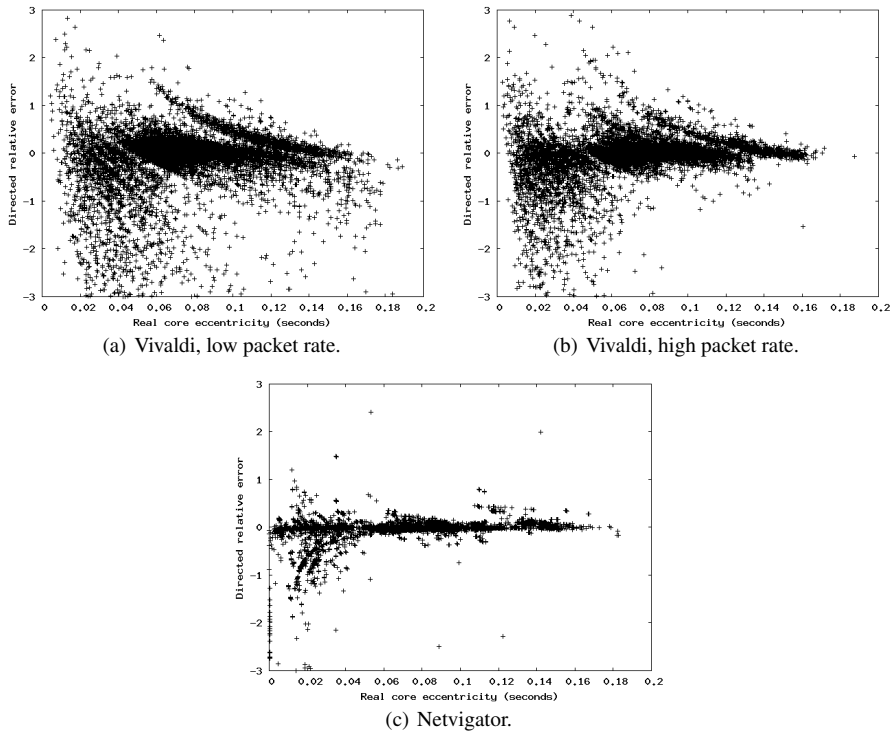 3
2
1
0
-1
-2
-3
Directed relative error
0 0.02 0.04 0.06 0.08 0.1 0.12 0.14 0.16 0.18 0.2
Real core eccentricity (seconds)
(a) Vivaldi, low packet rate.
3
2
1
0
-1
-2
-3
Directed relative error
0 0.02 0.04 0.06 0.08 0.1 0.12 0.14 0.16 0.18 0.2
Real core eccentricity (seconds)
(b) Vivaldi, high packet rate.
3
2
1
0
-1
-2
-3
Directed relative error
0 0.02 0.04 0.06 0.08 0.1 0.12 0.14 0.16 0.18 0.2
Real core eccentricity (seconds)
(c) Netvigator.